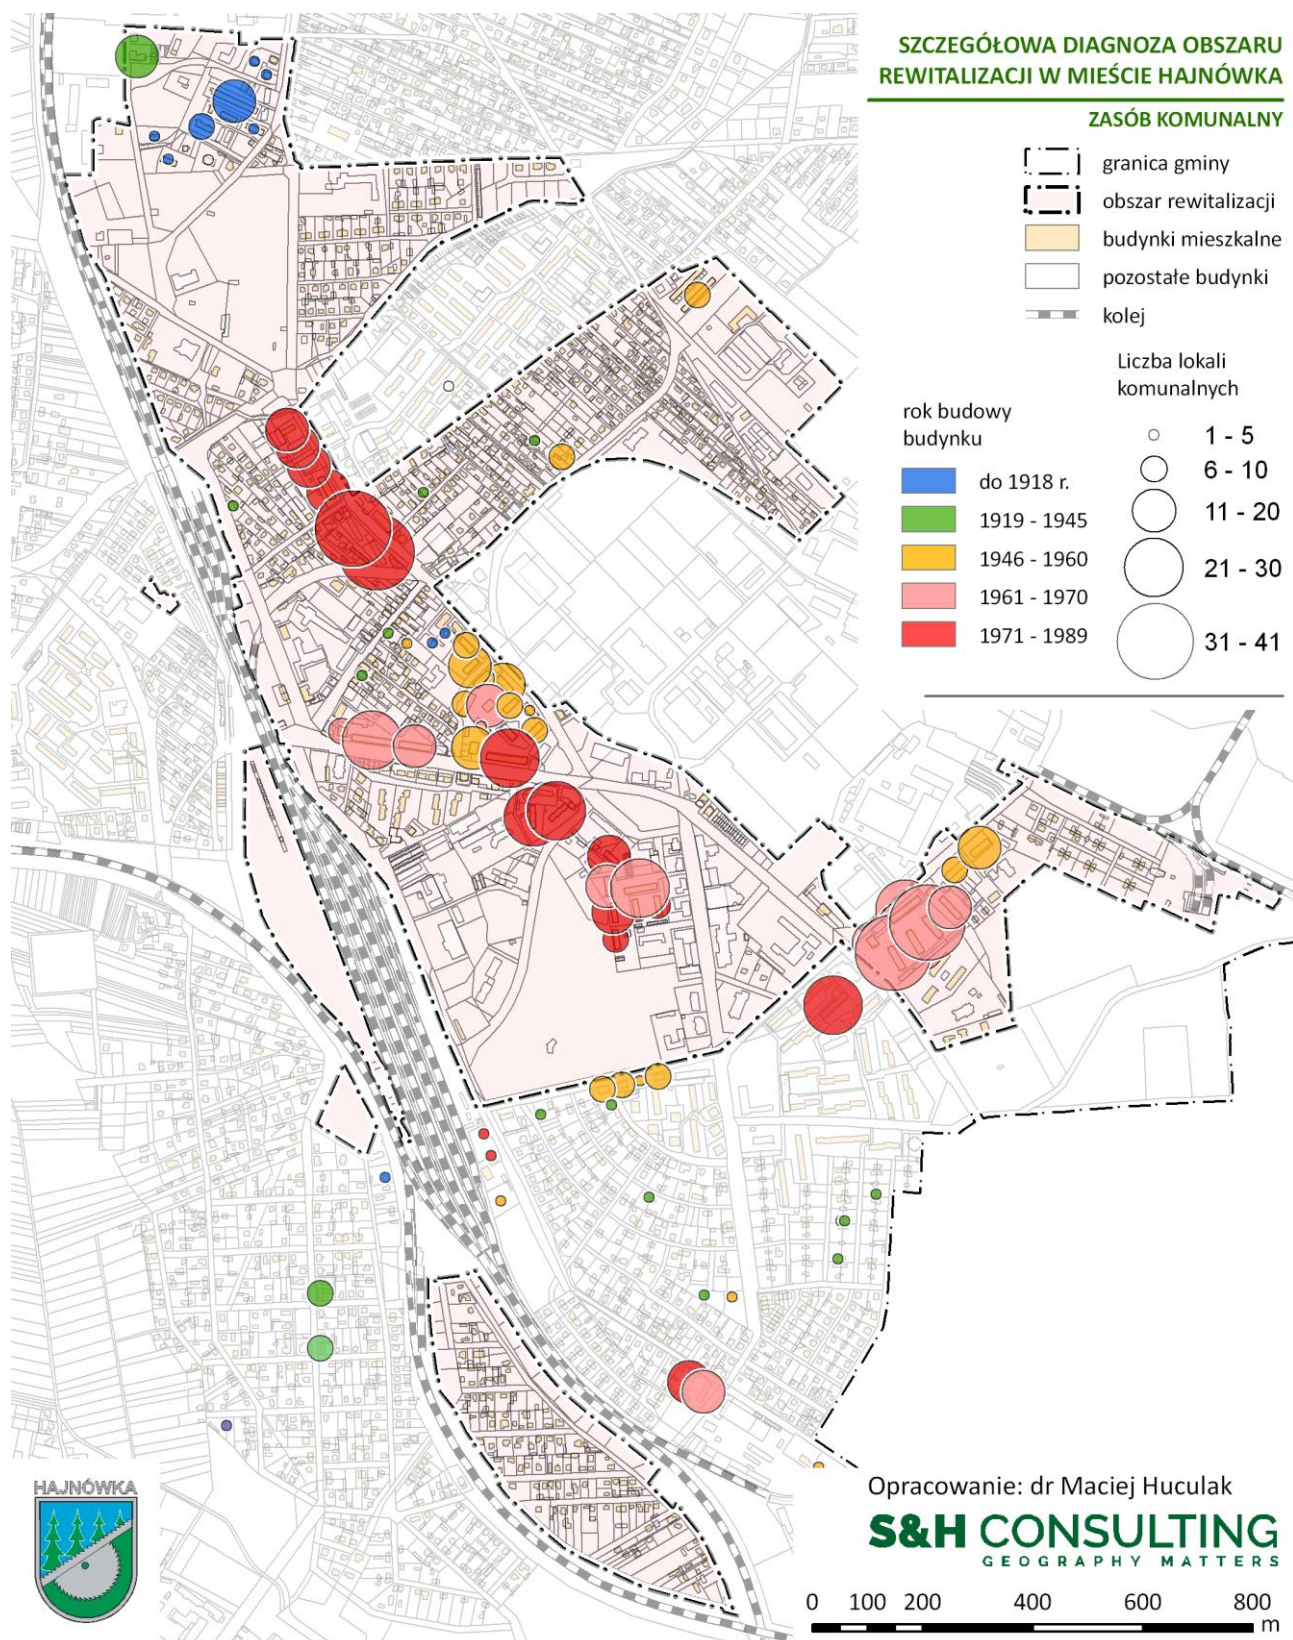 SZCZEGÓŁOWA DIAGNOZA OBSZARU
REWITALIZACJI W MIEŚCIE HAJNÓWKA
ZASÓB KOMUNALNY
granica gminy
obszar rewitalizacji
budynki mieszkalne
pozostałe budynki
kolej
Liczba lokali
komunalnych
1 - 5
6 - 10
11 - 20
21 - 30
31 - 41
rok budowy
budynku
do 1918 r.
1919 - 1945
1946 - 1960
1961 - 1970
1971 - 1989
HAJNÓWKA
Opracowanie: dr Maciej Huculak
S&H CONSULTING
GEOGRAPHY MATTERS
0 100 200 400 600 800
m